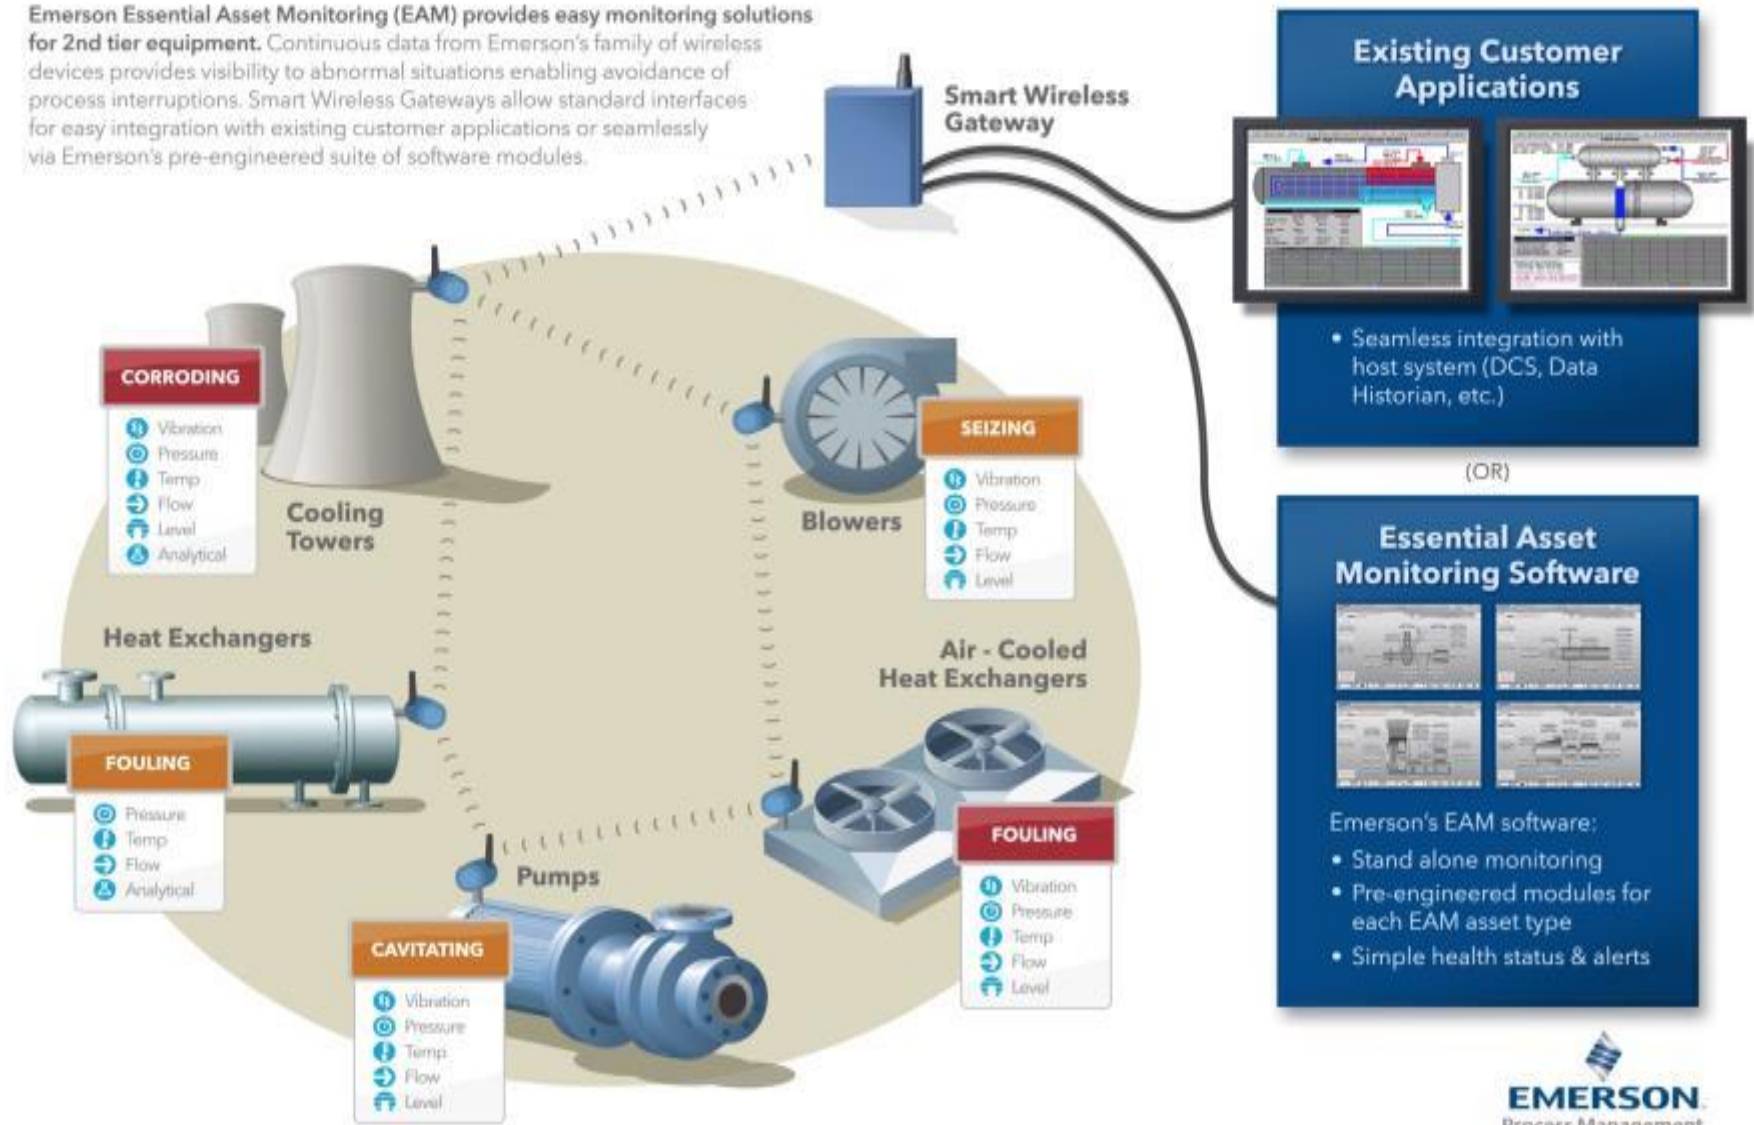 Emerson Essential Asset Monitoring (EAM) provides easy monitoring solutions
for 2nd tier equipment. Continuous data from Emerson's family of wireless
devices provides visibility to abnormal situations enabling avoidance of
process interruptions. Smart Wireless Gateways allow standard interfaces
for easy integration with existing customer applications or seamlessly
via Emerson's pre-engineered suite of software modules.
Smart Wireless
Gateway
Existing Customer
Applications
• Seamless integration with
host system (DCS, Data
Historian, etc.)
(OR)
Essential Asset
Monitoring Software
Emerson's EAM software:
• Stand alone monitoring
• Pre-engineered modules for
each EAM asset type
• Simple health status & alerts
CORRODING
Vibration
Pressure
Temp
Flow
Level
Analytical
Cooling
Towers
Blowers
SEIZING
Vibration
Pressure
Temp
Flow
Level
Heat Exchangers
FOULING
Pressure
Temp
Flow
Analytical
Air - Cooled
Heat Exchangers
FOULING
Vibration
Pressure
Temp
Flow
Level
Pumps
CAVITATING
Vibration
Pressure
Temp
Flow
Level
EMERSON
Process Management